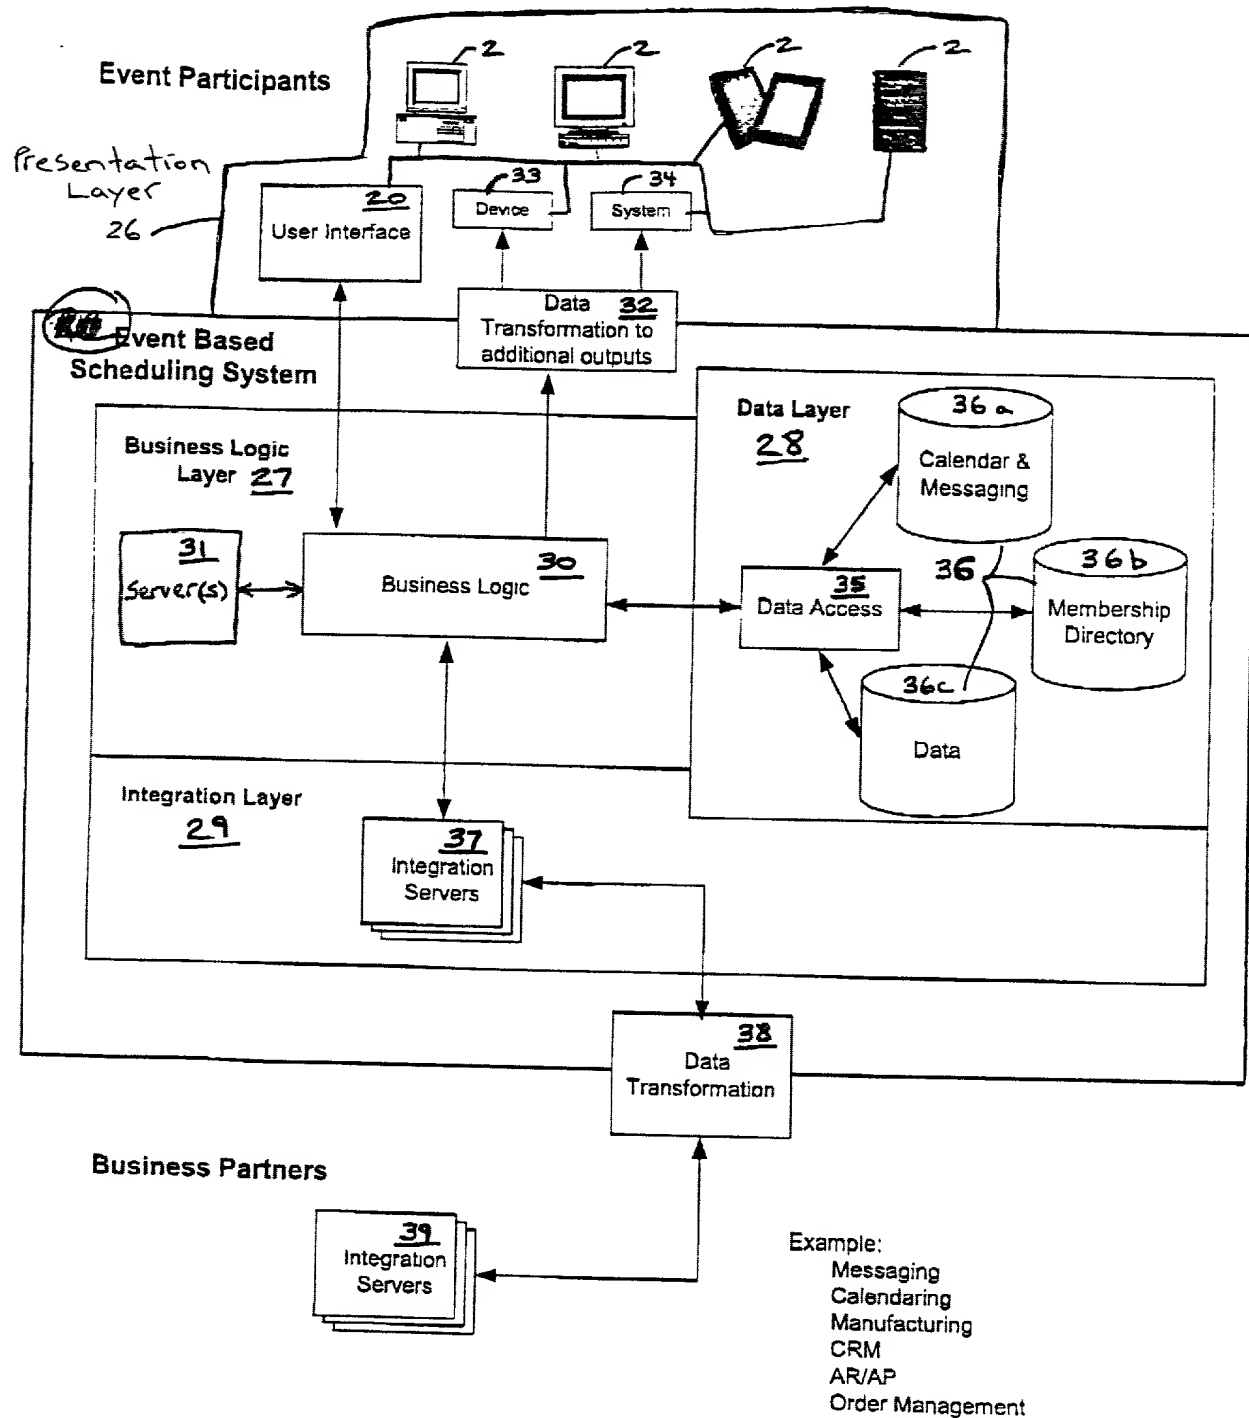 2
2
2
2
Event Participants
Presentation
Layer
26
20
User Interface
33
Device
34
System
32
Data
Transformation to
additional outputs
Event Based
Scheduling System
Business Logic
Layer 27
Data Layer
28
36a
Calendar &
Messaging
31
Server(s)
30
Business Logic
35
Data Access
36
36b
Membership
Directory
36c
Data
Integration Layer
29
37
Integration
Servers
38
Data
Transformation
Business Partners
39
Integration
Servers
Example:
Messaging
Calendaring
Manufacturing
CRM
AR/AP
Order Management